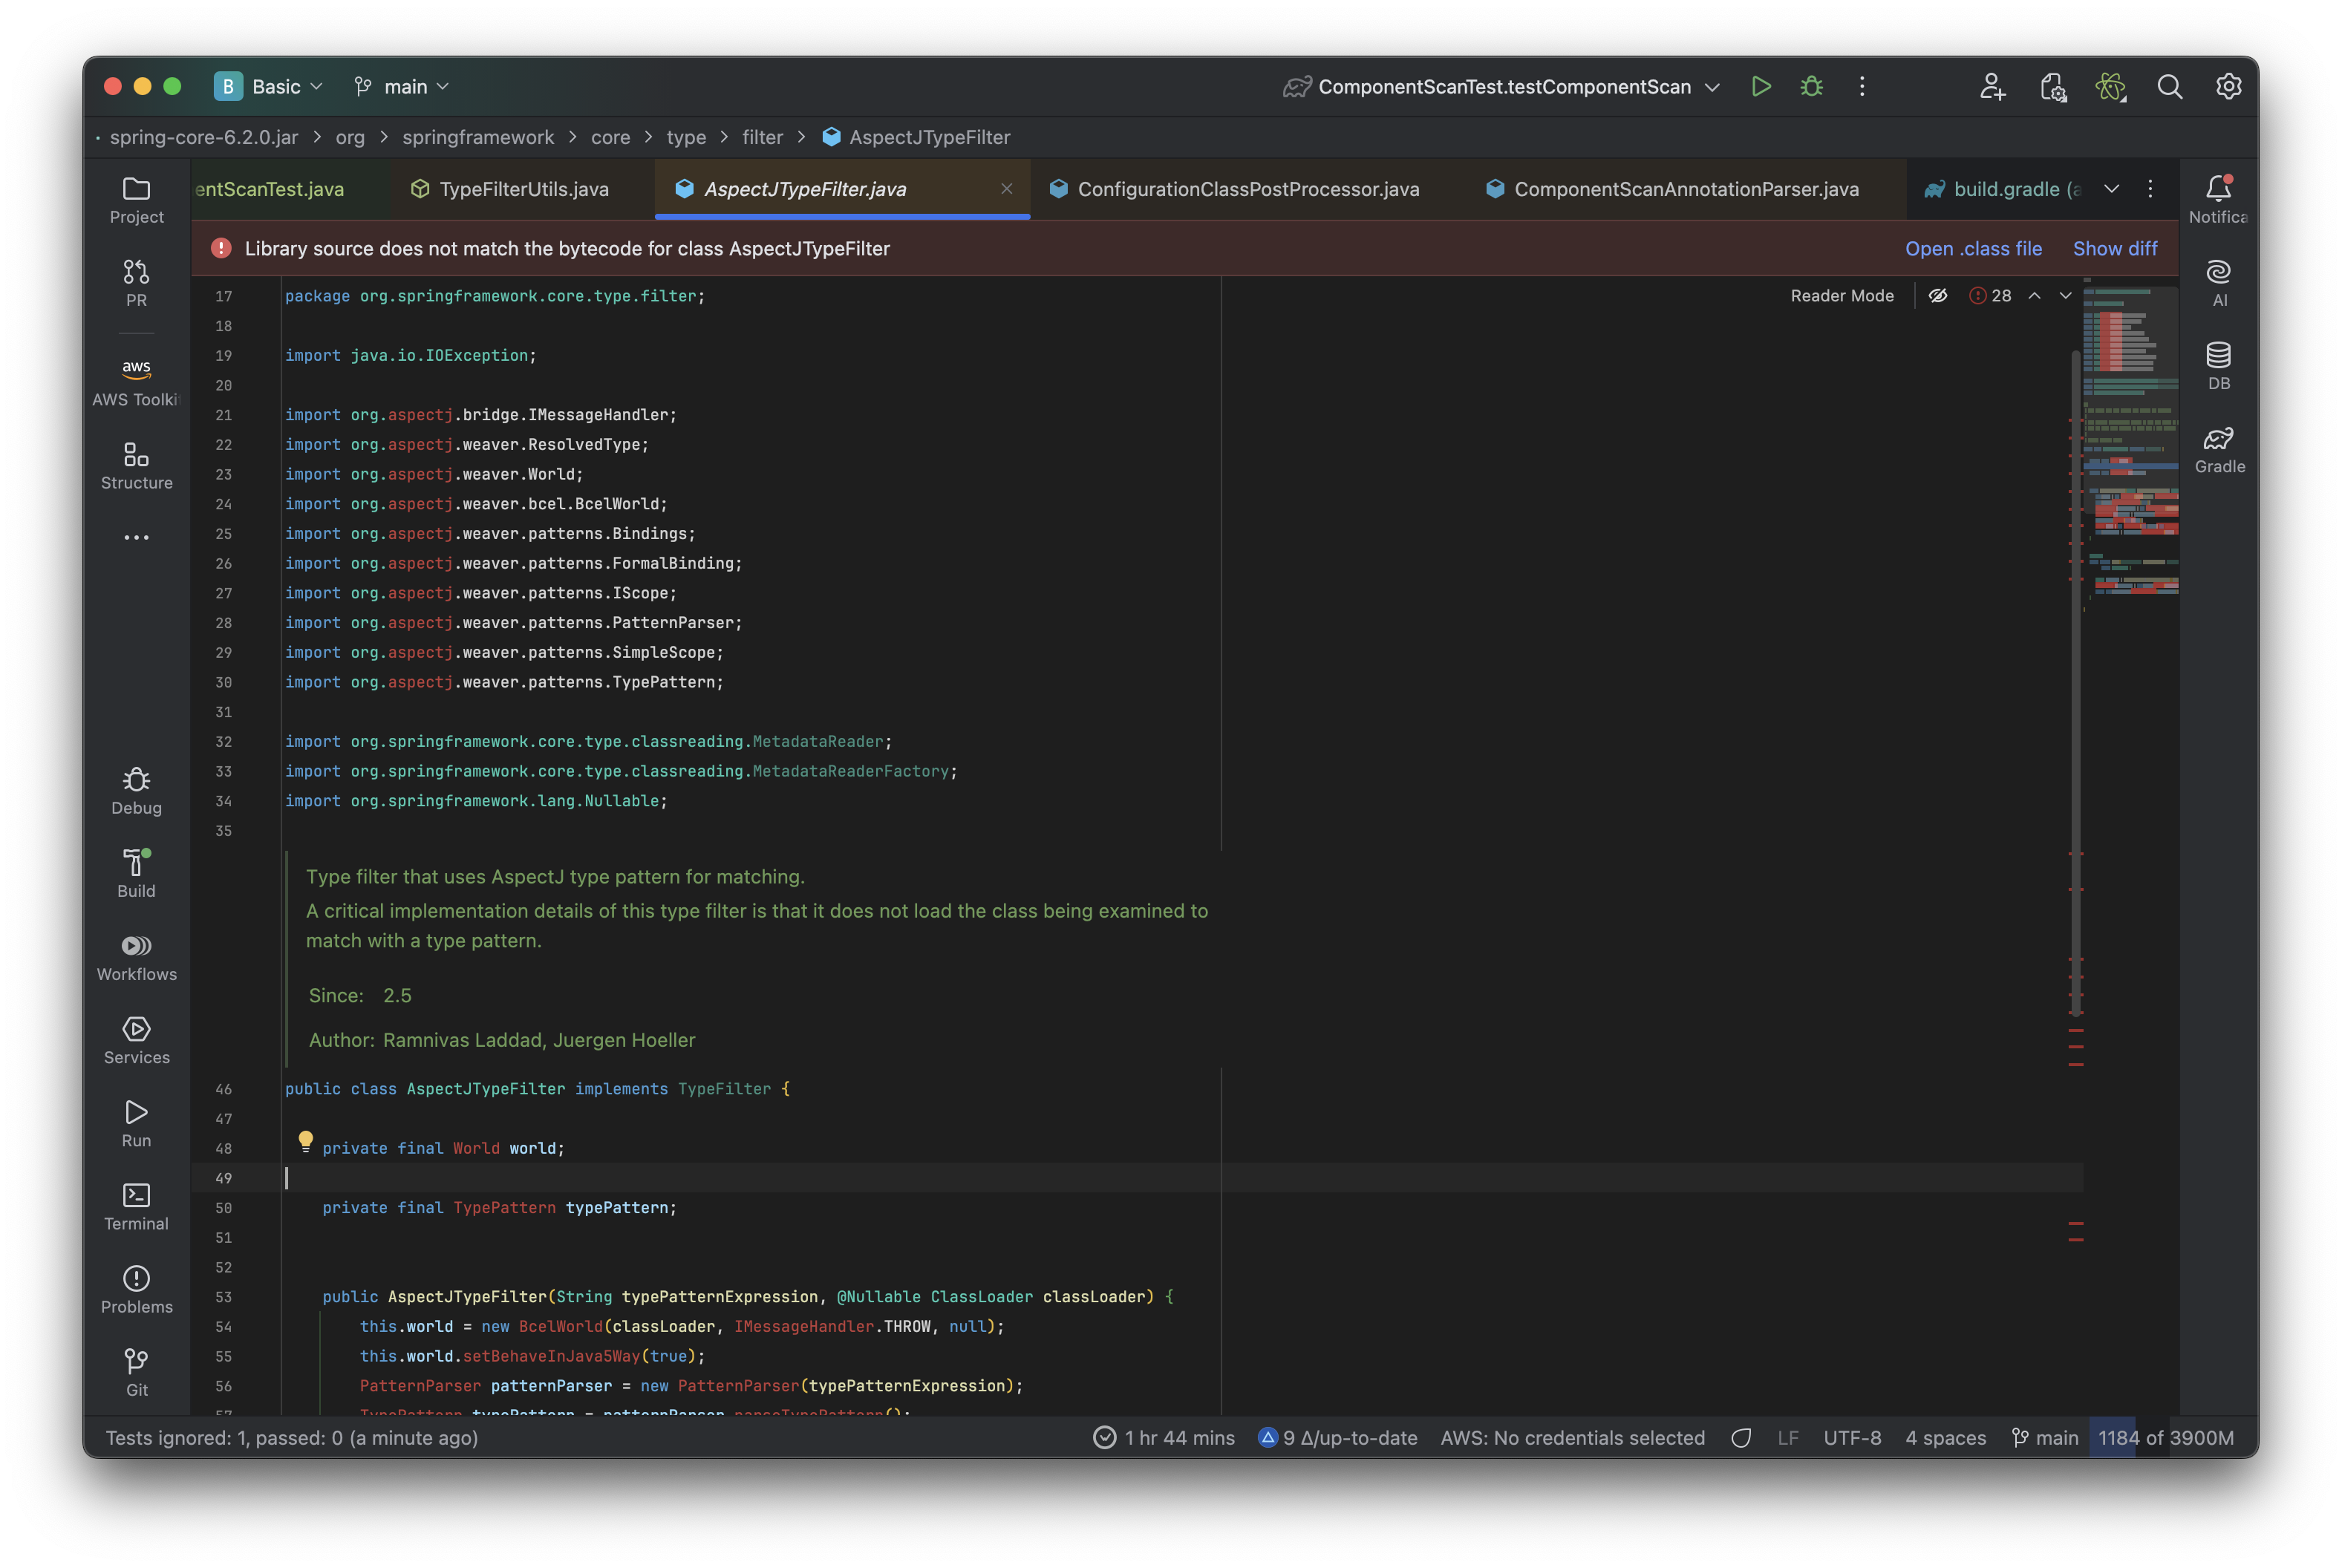 B Basic main ComponentScanTest.testComponentScan
spring-core-6.2.0.jar > org > springframework > core > type > filter > AspectJTypeFilter
entScanTest.java TypeFilterUtils.java AspectJTypeFilter.java ConfigurationClassPostProcessor.java ComponentScanAnnotationParser.java build.gradle (a
Library source does not match the bytecode for class AspectJTypeFilter Open .class file Show diff
Reader Mode 28
17 package org.springframework.core.type.filter;
18
19 import java.io.IOException;
20
21 import org.aspectj.bridge.IMessageHandler;
22 import org.aspectj.weaver.ResolvedType;
23 import org.aspectj.weaver.World;
24 import org.aspectj.weaver.bcel.BcelWorld;
25 import org.aspectj.weaver.patterns.Bindings;
26 import org.aspectj.weaver.patterns.FormalBinding;
27 import org.aspectj.weaver.patterns.IScope;
28 import org.aspectj.weaver.patterns.PatternParser;
29 import org.aspectj.weaver.patterns.SimpleScope;
30 import org.aspectj.weaver.patterns.TypePattern;
31
32 import org.springframework.core.type.classreading.MetadataReader;
33 import org.springframework.core.type.classreading.MetadataReaderFactory;
34 import org.springframework.lang.Nullable;
35
Type filter that uses AspectJ type pattern for matching.
A critical implementation details of this type filter is that it does not load the class being examined to
match with a type pattern.
Since: 2.5
Author: Ramnivas Laddad, Juergen Hoeller
46 public class AspectJTypeFilter implements TypeFilter {
47
48 private final World world;
49
50 private final TypePattern typePattern;
51
52
53 public AspectJTypeFilter(String typePatternExpression, @Nullable ClassLoader classLoader) {
54 this.world = new BcelWorld(classLoader, IMessageHandler.THROW, null);
55 this.world.setBehaveInJava5Way(true);
56 PatternParser patternParser = new PatternParser(typePatternExpression);
57 TypePattern typePattern = patternParser.parseTypePattern();
Project
PR
aws
AWS Toolki
Structure
Debug
Build
Workflows
Services
Run
Terminal
Problems
Git
Notifica
AI
DB
Gradle
Tests ignored: 1, passed: 0 (a minute ago) 1 hr 44 mins 9 Δ/up-to-date AWS: No credentials selected LF UTF-8 4 spaces main 1184 of 3900M